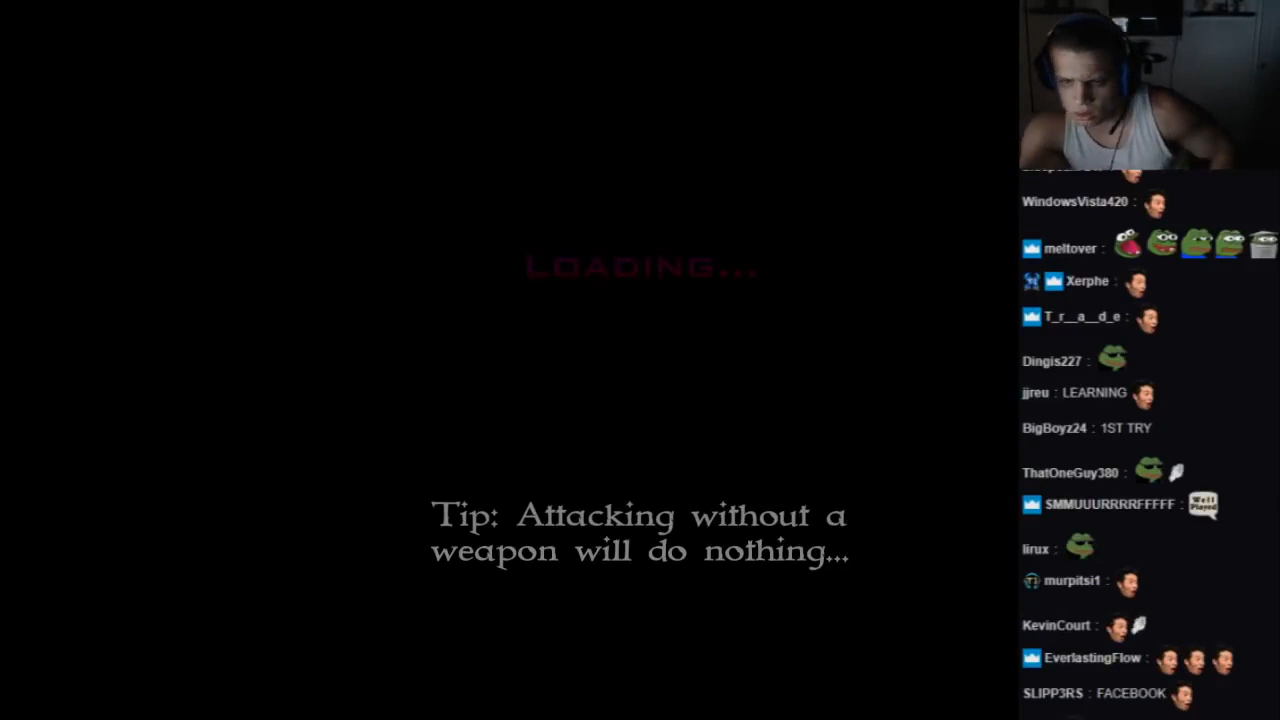 LOADING...
Tip: Attacking without a
weapon will do nothing...
WindowsVista420 :
meltover :
Xerphe :
T_r__a__d_e :
Dingis227 :
jjreu : LEARNING
BigBoyz24 : 1ST TRY
ThatOneGuy380 :
SMMUUURRRRFFFFF : Well Played
lirux :
murpitsi1 :
KevinCourt :
EverlastingFlow :
SLIPP3RS : FACEBOOK